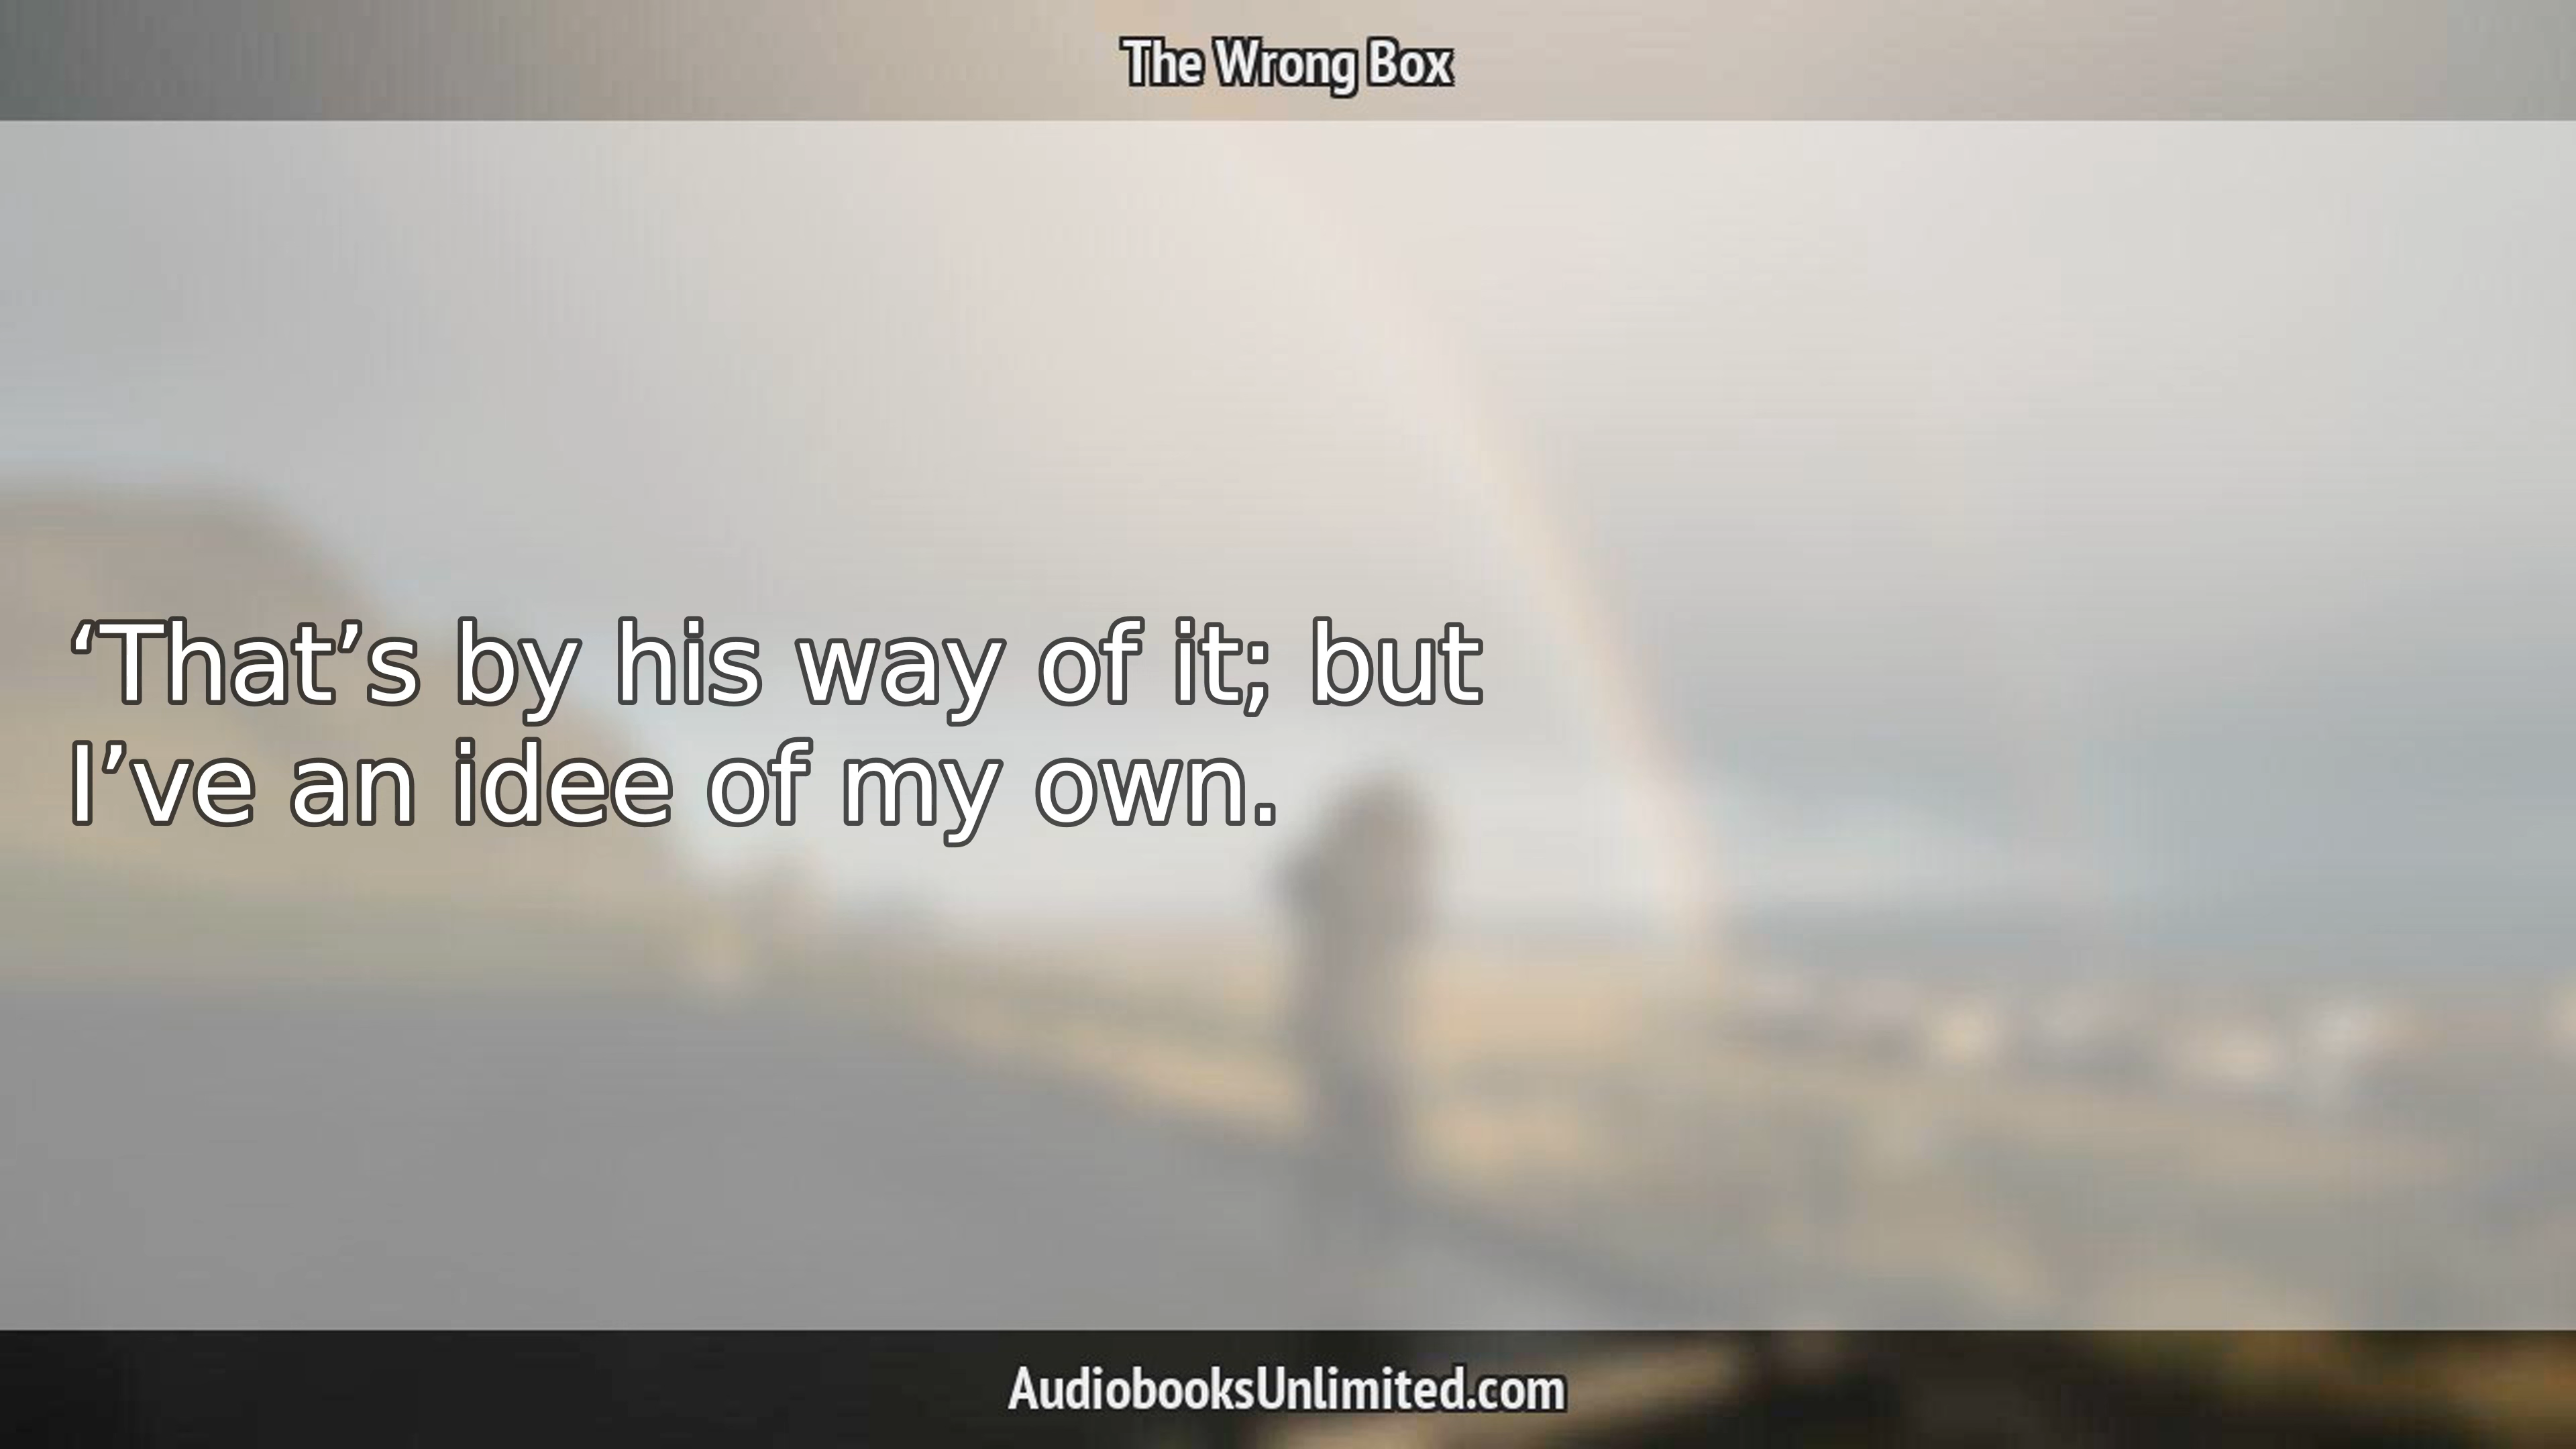 The Wrong Box
‘That’s by his way of it; but
I’ve an idee of my own.
AudiobooksUnlimited.com